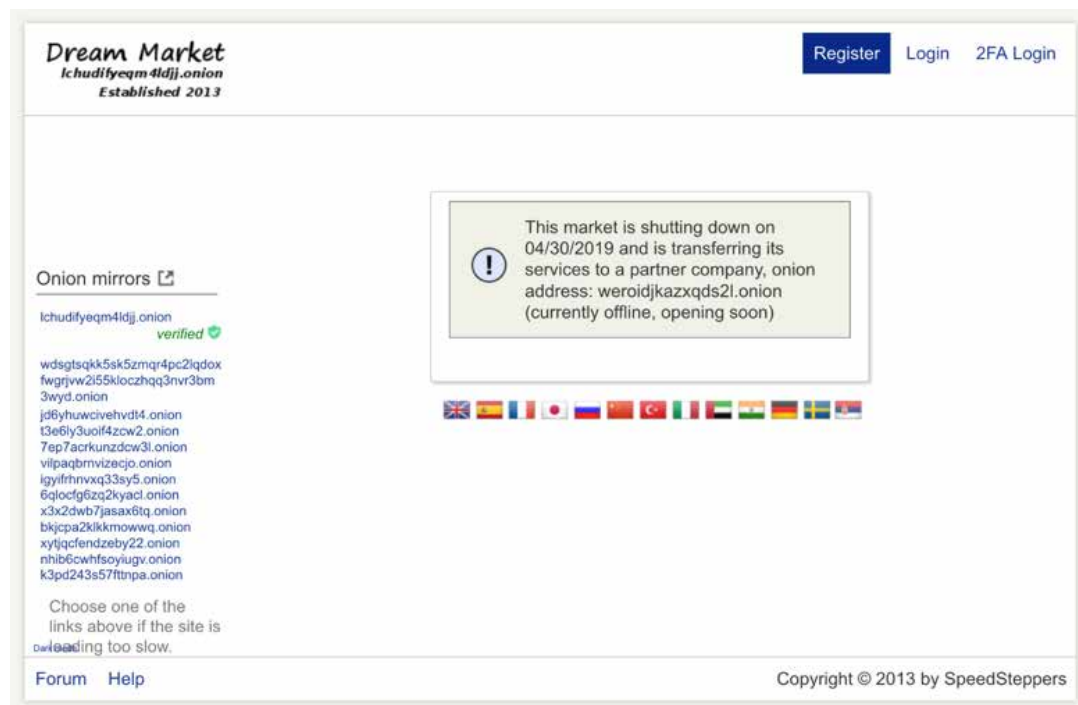 Dream Market
lchudifyeqm4ldjj.onion
Established 2013
Register Login 2FA Login
This market is shutting down on
04/30/2019 and is transferring its
services to a partner company, onion
address: weroidjkazxqds2l.onion
(currently offline, opening soon)
Onion mirrors
lchudifyeqm4ldjj.onion
verified
wdsgtsqkk5sk5zmqr4pc2lqdox
fwgrjvw2i55kloczhqq3nvr3bm
3wyd.onion
jd6yhuwcivehvdt4.onion
t3e6ly3uoif4zcw2.onion
7ep7acrkunzdcw3l.onion
vilpaqbrnvizecjo.onion
igyifrhnvxq33sy5.onion
6qlocfg6zq2kyacl.onion
x3x2dwb7jasax6tq.onion
bkjcpa2klkkmowwq.onion
xytjqcfendzeby22.onion
nhib6cwhfsoyiugv.onion
k3pd243s57fttnpa.onion
Choose one of the
links above if the site is
loading too slow.
Forum Help
Copyright © 2013 by SpeedSteppers